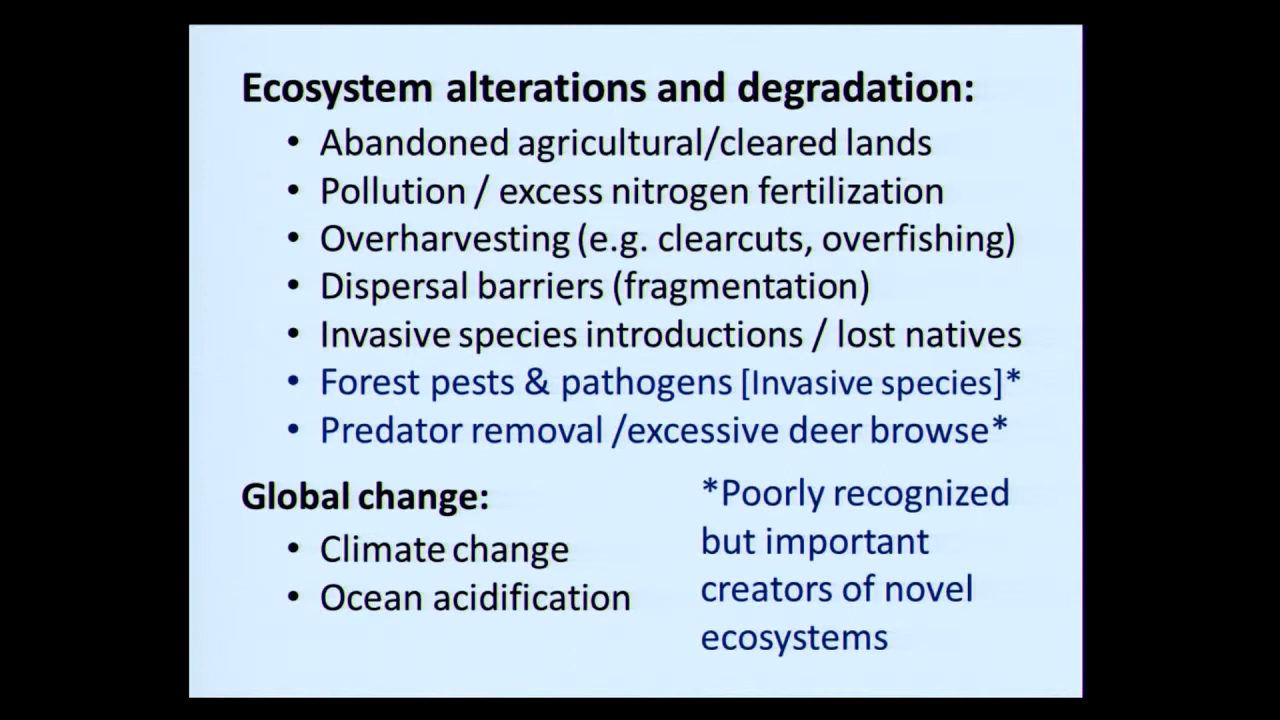 Ecosystem alterations and degradation:
• Abandoned agricultural/cleared lands
• Pollution / excess nitrogen fertilization
• Overharvesting (e.g. clearcuts, overfishing)
• Dispersal barriers (fragmentation)
• Invasive species introductions / lost natives
• Forest pests & pathogens [Invasive species]*
• Predator removal /excessive deer browse*
Global change:
• Climate change
• Ocean acidification
*Poorly recognized
but important
creators of novel
ecosystems